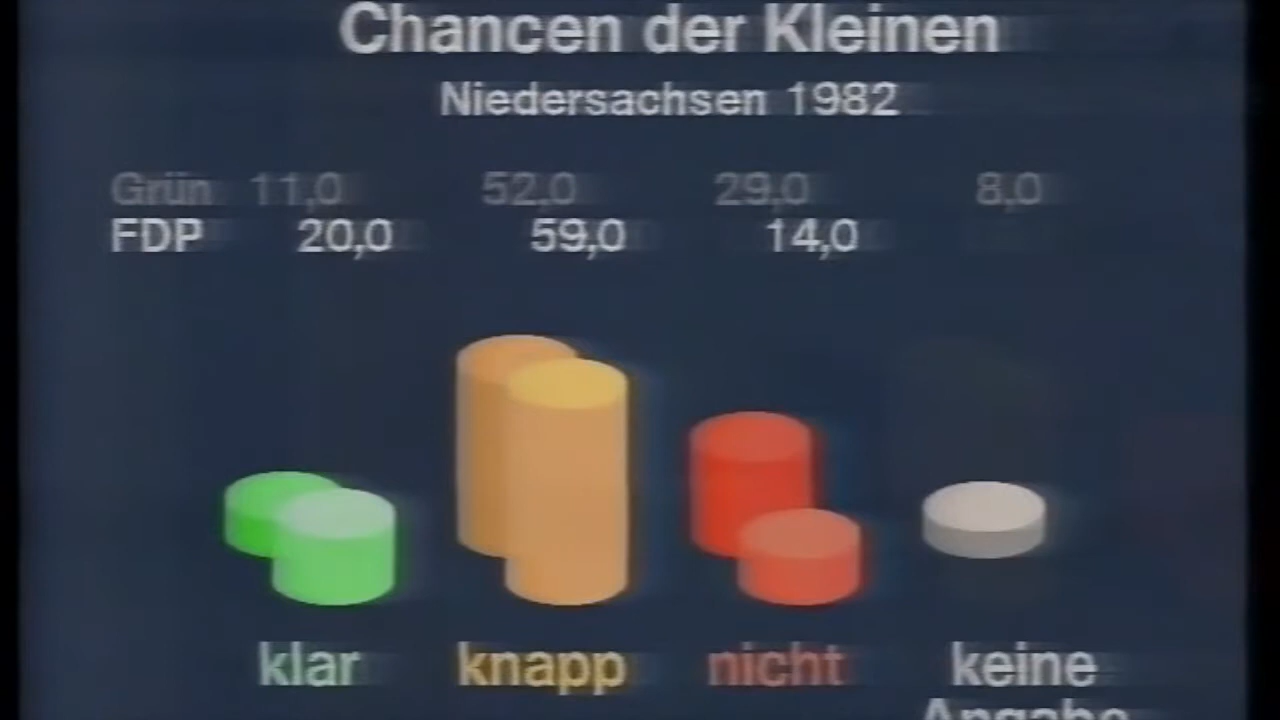 Chancen der Kleinen
Niedersachsen 1982
Grün 11,0 52,0 29,0 8,0
FDP 20,0 59,0 14,0
klar knapp nicht keine
Angabe